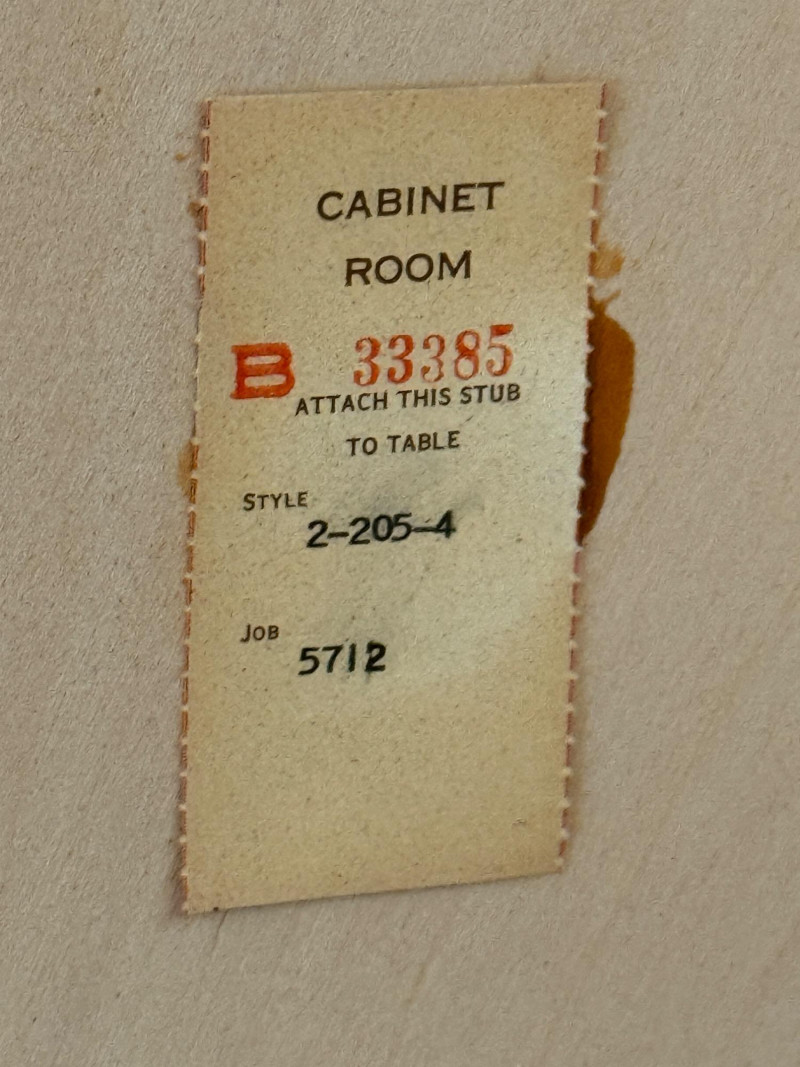 CABINET
ROOM
B 33385
ATTACH THIS STUB
TO TABLE
STYLE
2-205-4
JOB
5712